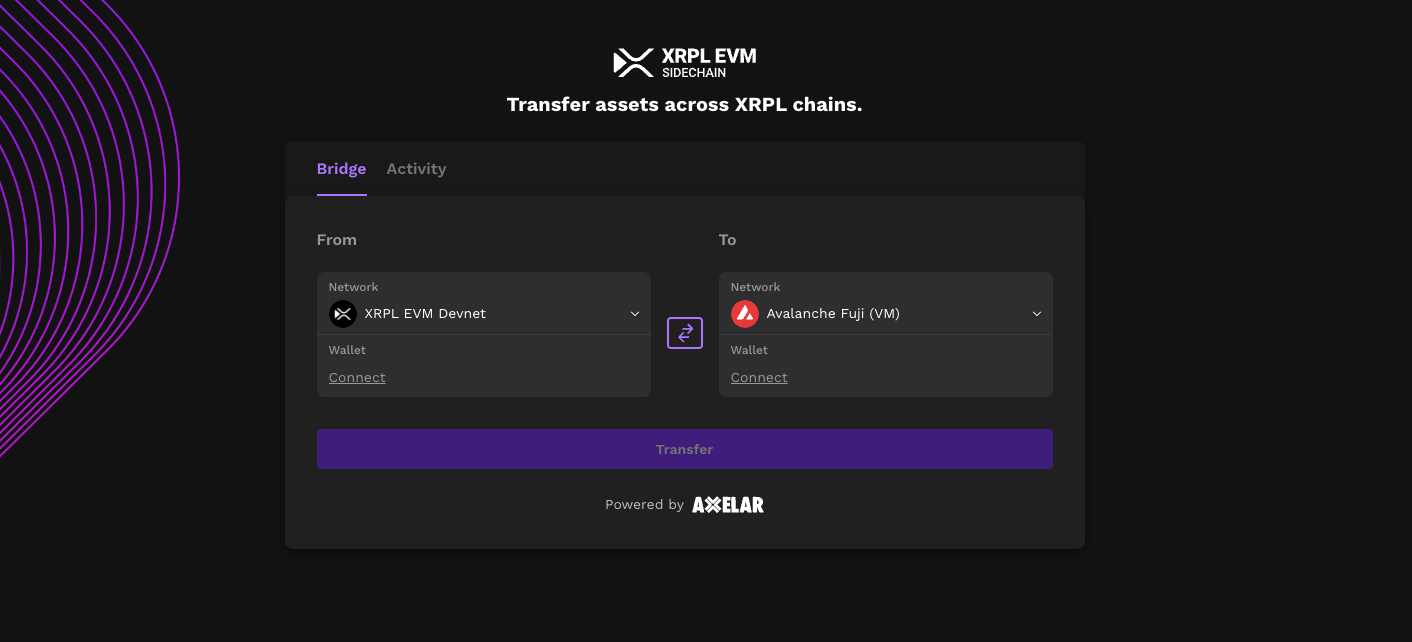 XRPL EVM
SIDECHAIN
Transfer assets across XRPL chains.
Bridge Activity
From
To
Network
XRPL EVM Devnet
Wallet
Connect
Network
Avalanche Fuji (VM)
Wallet
Connect
Transfer
Powered by AXELAR